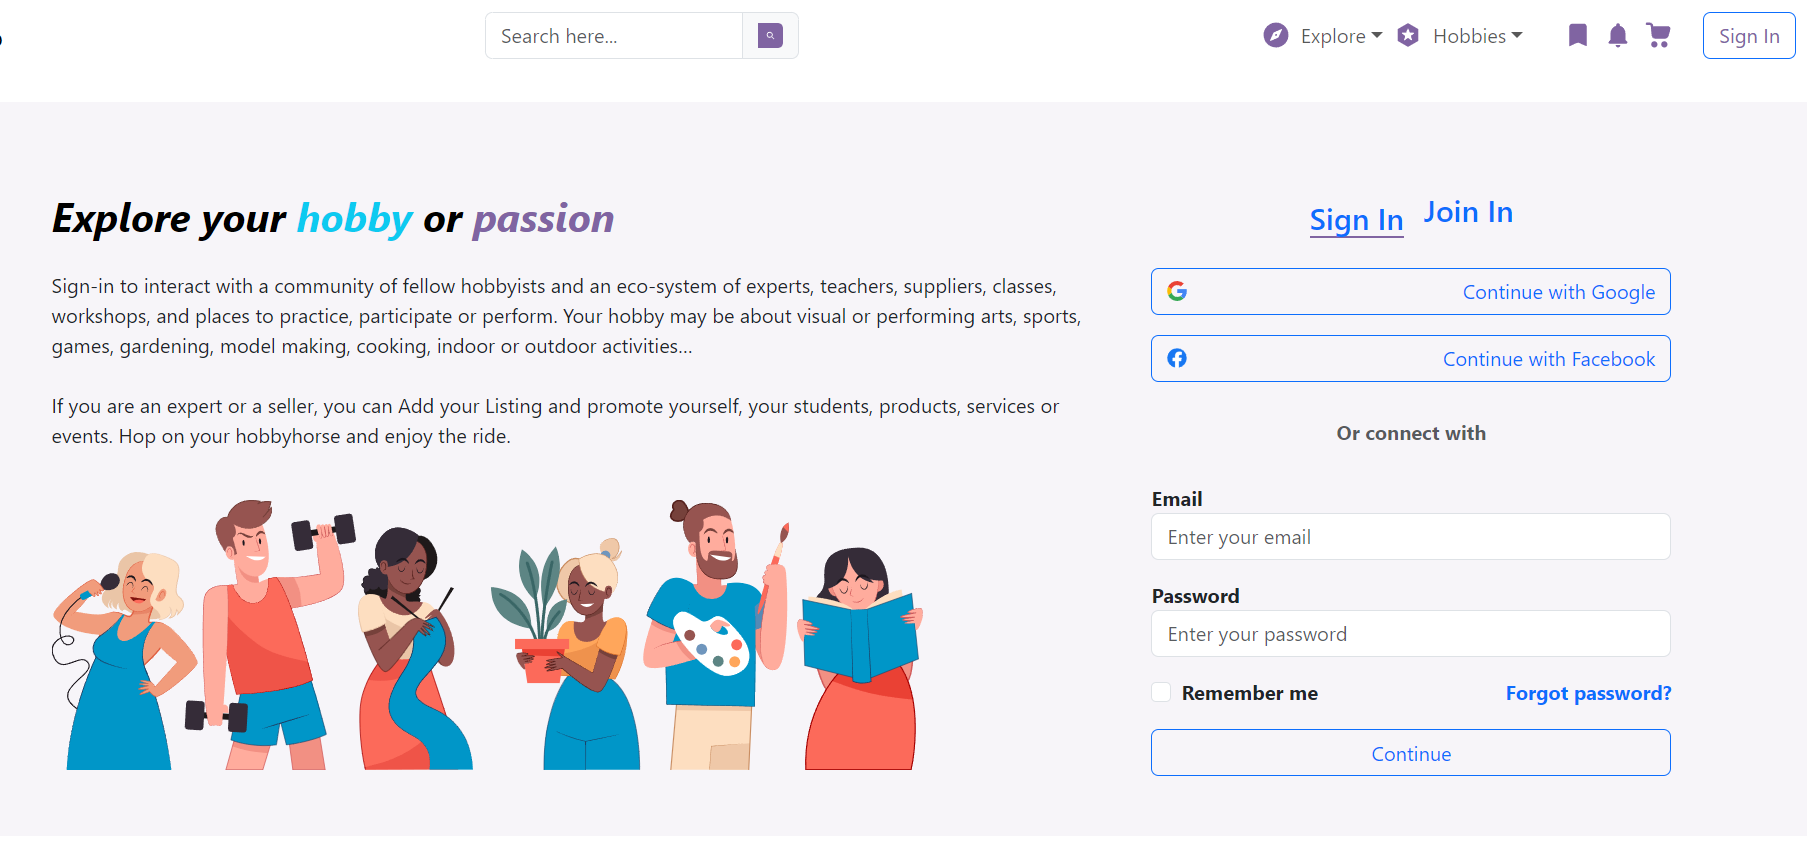 Search here...
Explore
Hobbies
Sign In
Explore your hobby or passion
Sign-in to interact with a community of fellow hobbyists and an eco-system of experts, teachers, suppliers, classes,
workshops, and places to practice, participate or perform. Your hobby may be about visual or performing arts, sports,
games, gardening, model making, cooking, indoor or outdoor activities...
If you are an expert or a seller, you can Add your Listing and promote yourself, your students, products, services or
events. Hop on your hobbyhorse and enjoy the ride.
Sign In Join In
Continue with Google
Continue with Facebook
Or connect with
Email
Enter your email
Password
Enter your password
Remember me
Forgot password?
Continue